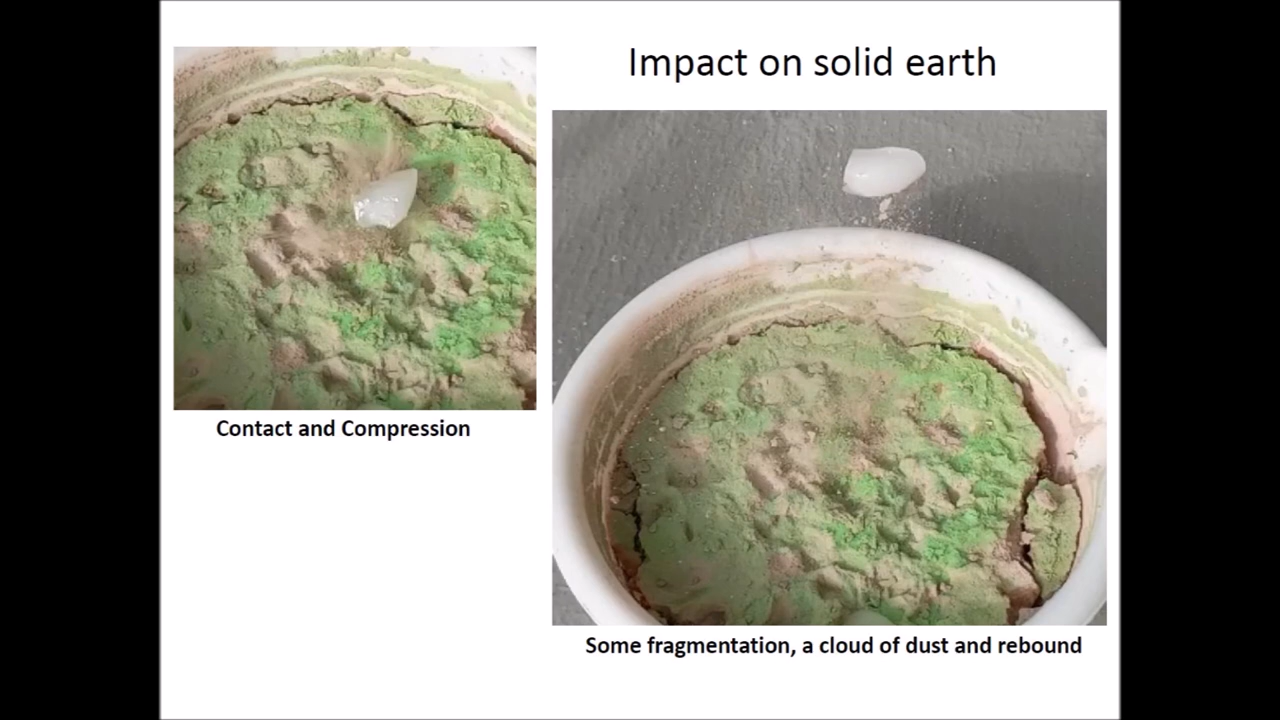 Impact on solid earth
Contact and Compression
Some fragmentation, a cloud of dust and rebound